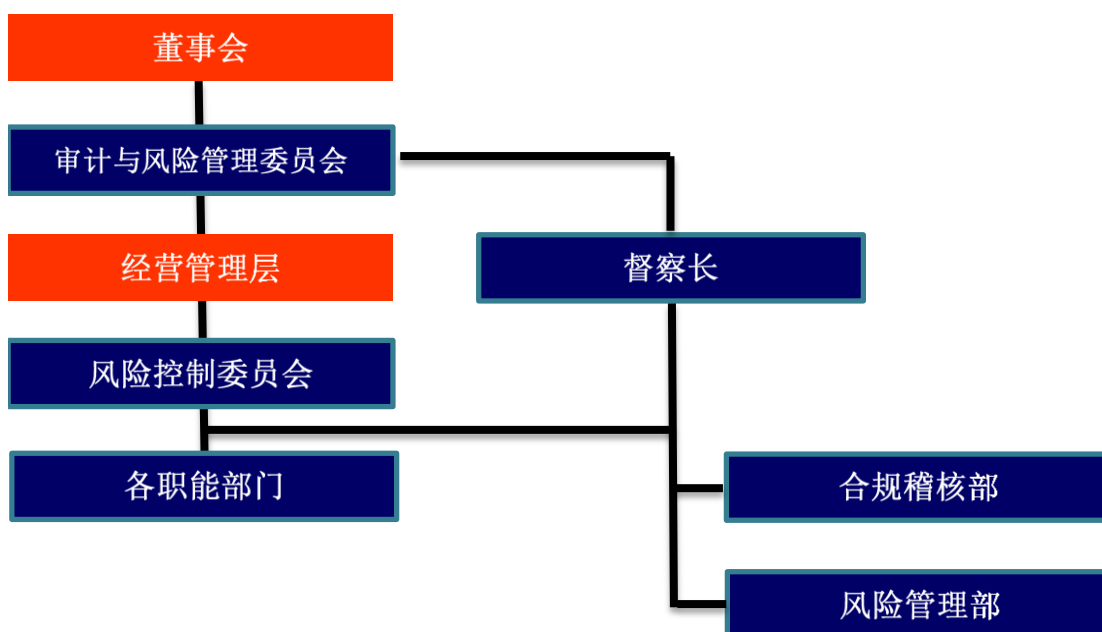 董事会
审计与风险管理委员会
经营管理层
督察长
风险控制委员会
各职能部门
合规稽核部
风险管理部